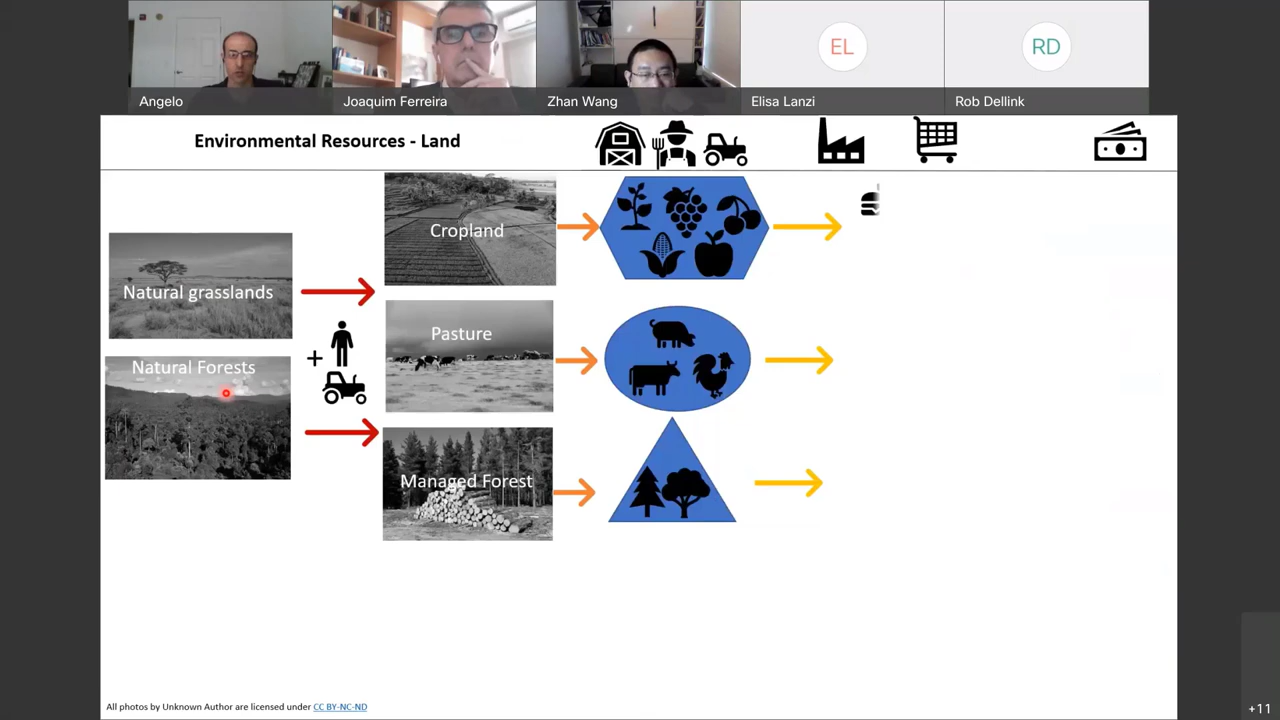 EL
RD
Angelo
Joaquim Ferreira
Zhan Wang
Elisa Lanzi
Rob Dellink
Environmental Resources - Land
Cropland
Natural grasslands
Pasture
Natural Forests
Managed Forest
All photos by Unknown Author are licensed under CC BY-NC-ND
+11